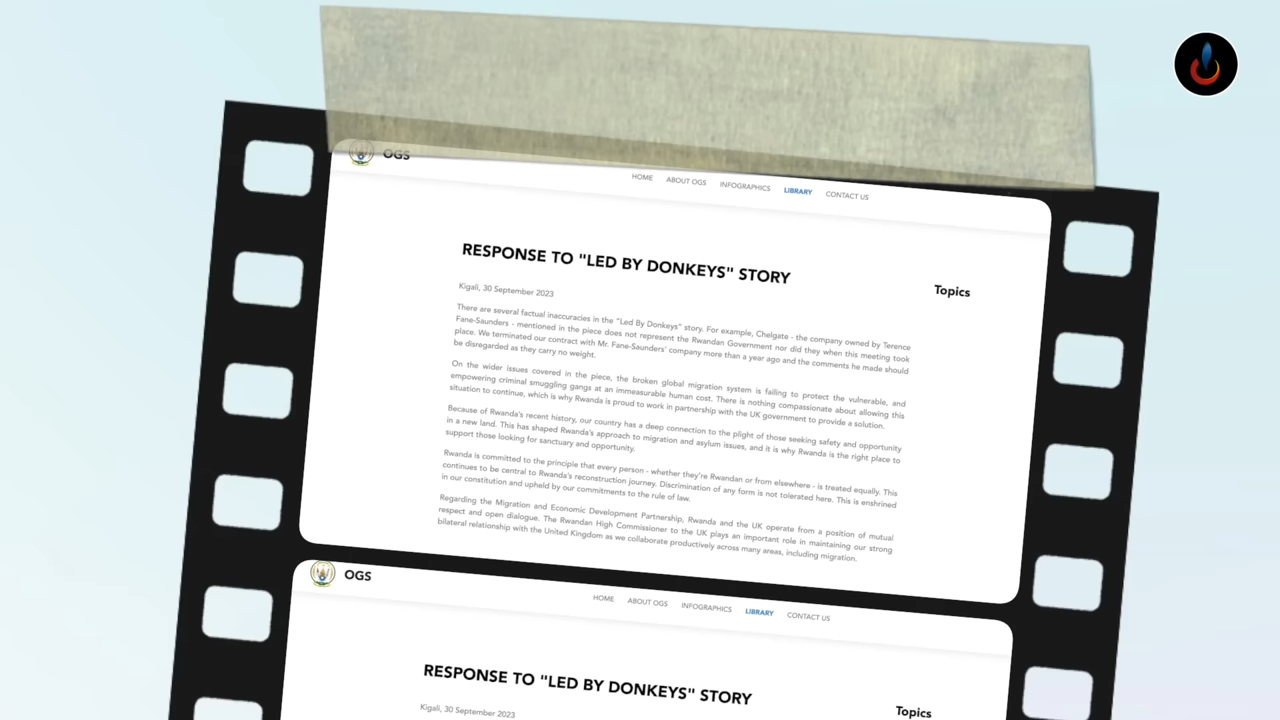 OGS
HOME ABOUT OGS INFOGRAPHICS LIBRARY CONTACT US
RESPONSE TO "LED BY DONKEYS" STORY
Topics
Kigali, 30 September 2023
There are several factual inaccuracies in the "Led By Donkeys" story. For example, Chelgate - the company owned by Terence
Fane-Saunders - mentioned in the piece does not represent the Rwandan Government nor did they when this meeting took
place. We terminated our contract with Mr. Fane-Saunders' company more than a year ago and the comments he made should
be disregarded as they carry no weight.
On the wider issues covered in the piece, the broken global migration system is failing to protect the vulnerable, and
empowering criminal smuggling gangs at an immeasurable human cost. There is nothing compassionate about allowing this
situation to continue, which is why Rwanda is proud to work in partnership with the UK government to provide a solution.
Because of Rwanda's recent history, our country has a deep connection to the plight of those seeking safety and opportunity
in a new land. This has shaped Rwanda's approach to migration and asylum issues, and it is why Rwanda is the right place to
support those looking for sanctuary and opportunity.
Rwanda is committed to the principle that every person - whether they're Rwandan or from elsewhere - is treated equally. This
continues to be central to Rwanda's reconstruction journey. Discrimination of any form is not tolerated here. This is enshrined
in our constitution and upheld by our commitments to the rule of law.
Regarding the Migration and Economic Development Partnership, Rwanda and the UK operate from a position of mutual
respect and open dialogue. The Rwandan High Commissioner to the UK plays an important role in maintaining our strong
bilateral relationship with the United Kingdom as we collaborate productively across many areas, including migration.
OGS
HOME ABOUT OGS INFOGRAPHICS LIBRARY CONTACT US
RESPONSE TO "LED BY DONKEYS" STORY
Topics
Kigali, 30 September 2023